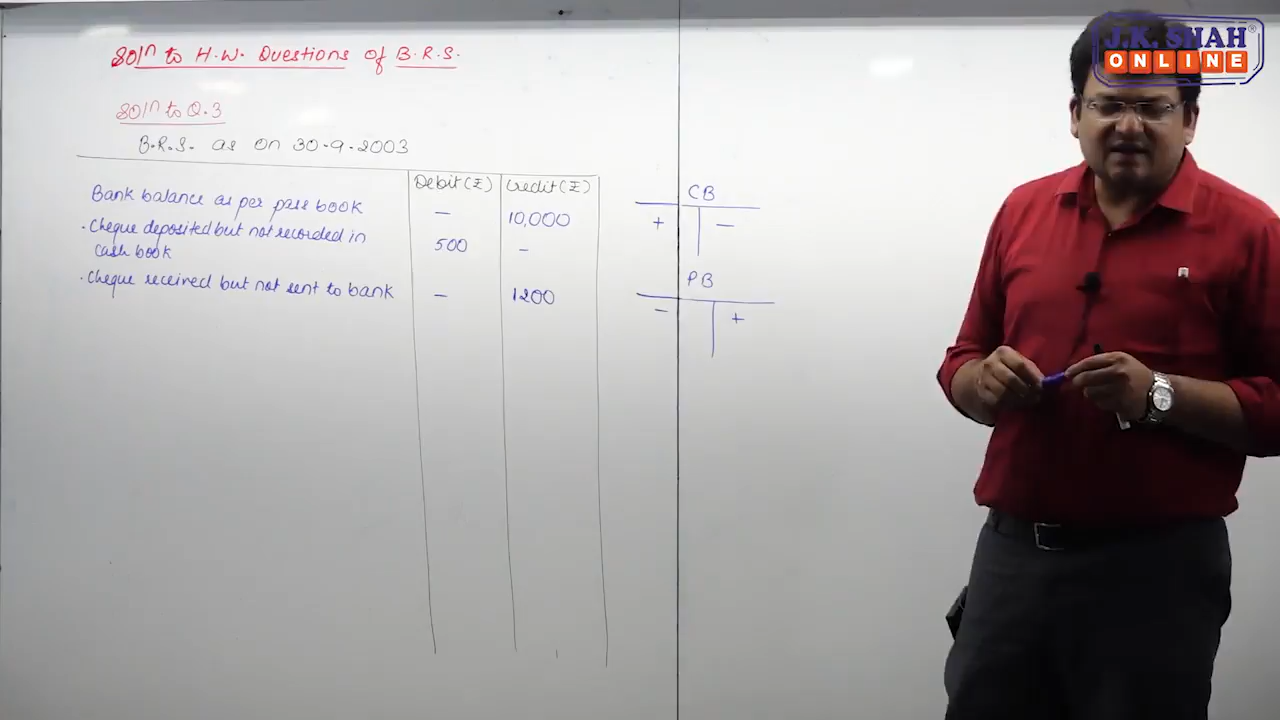 Sol/n to H.W. Questions of B.R.S.
Sol/n to Q.3
B.R.S. as on 30-9-2003
Debit(₹) Credit(₹)
Bank balance as per pass book — 10,000
· Cheque deposited but not recorded in
cash book 500 -
· Cheque received but not sent to bank — 1200
CB
+ —
PB
- +
J.K. SHAH®
ONLINE